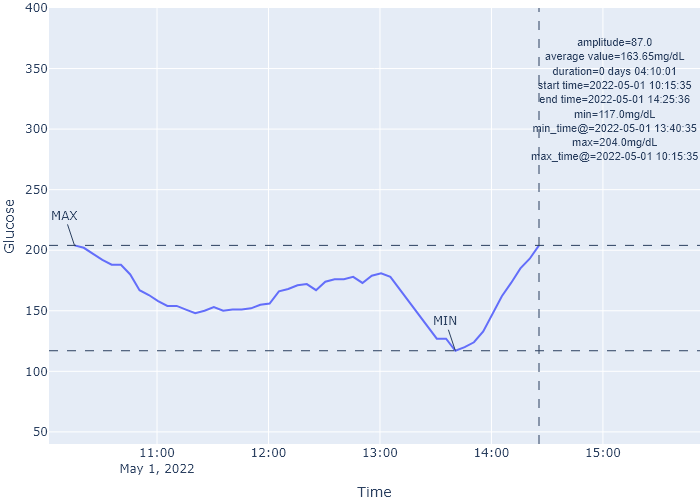 400
350
300
250
200
150
100
50
Glucose
amplitude=87.0
average value=163.65mg/dL
duration=0 days 04:10:01
start time=2022-05-01 10:15:35
end time=2022-05-01 14:25:36
min=117.0mg/dL
min_time@=2022-05-01 13:40:35
max=204.0mg/dL
max_time@=2022-05-01 10:15:35
MAX
MIN
11:00 12:00 13:00 14:00 15:00
May 1, 2022
Time